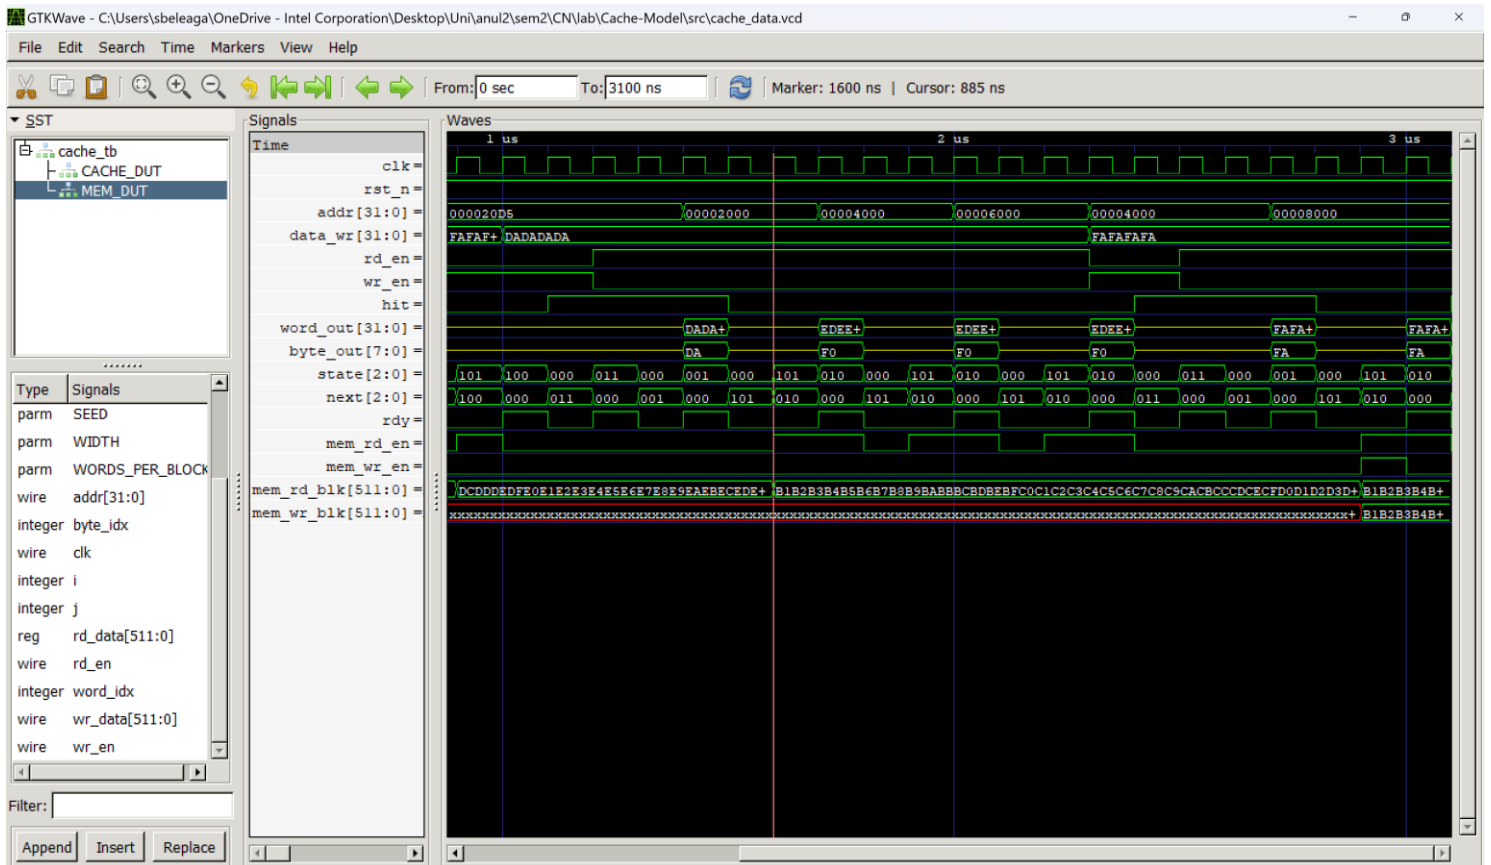 GTKWave - C:\Users\sbeleaga\OneDrive - Intel Corporation\Desktop\Uni\anul2\sem2\CN\lab\Cache-Model\src\cache_data.vcd
File Edit Search Time Markers View Help
From: 0 sec To: 3100 ns Marker: 1600 ns | Cursor: 885 ns
SST
cache_tb
CACHE_DUT
MEM_DUT
Type Signals
parm SEED
parm WIDTH
parm WORDS_PER_BLOCK
wire addr[31:0]
integer byte_idx
wire clk
integer i
integer j
reg rd_data[511:0]
wire rd_en
integer word_idx
wire wr_data[511:0]
wire wr_en
Filter:
Append Insert Replace
Signals
Time
clk=
rst_n=
addr[31:0]=
data_wr[31:0]=
rd_en=
wr_en=
hit=
word_out[31:0]=
byte_out[7:0]=
state[2:0]=
next[2:0]=
rdy=
mem_rd_en=
mem_wr_en=
mem_rd_blk[511:0]=
mem_wr_blk[511:0]=
Waves
1 us 2 us 3 us
000020D5 00002000 00004000 00006000 00004000 00008000
FAFAF+ DADADADA FAFAFAFA
DADA+ EDEE+ EDEE+ EDEE+ FAFA+ FAFA+
DA F0 F0 F0 FA FA
101 100 000 011 000 001 000 101 010 000 101 010 000 101 010 000 011 000 001 000 101 010
100 000 011 000 001 000 101 010 000 101 010 000 101 010 000 011 000 001 000 101 010 000
DCDDDEDFE0E1E2E3E4E5E6E7E8E9EAEBECEDE+ B1B2B3B4B5B6B7B8B9BABBBCBDBEBFC0C1C2C3C4C5C6C7C8C9CACBCCCDCECFD0D1D2D3D+ B1B2B3B4B+
B1B2B3B4B+